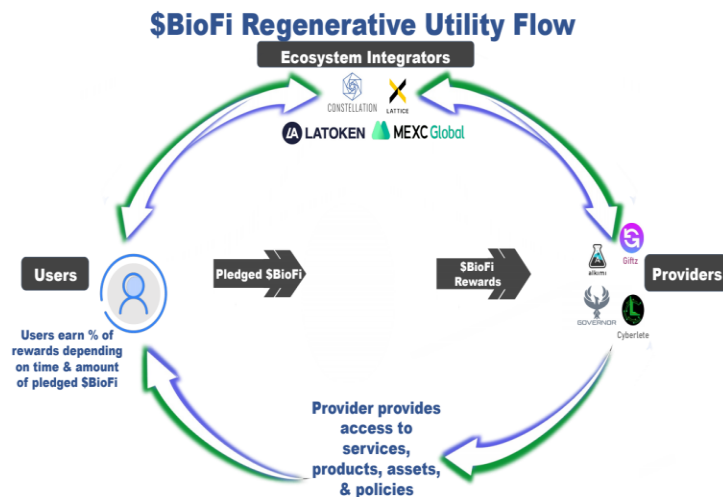 $BioFi Regenerative Utility Flow
Ecosystem Integrators
CONSTELLATION
LATTICE
LATOKEN
MEXC Global
Users
Pledged $BioFi
$BioFi
Rewards
alkimi
Giftz
Providers
GOVERNOR
Cyberlete
Users earn % of
rewards depending
on time & amount
of pledged $BioFi
Provider provides
access to
services,
products, assets,
& policies